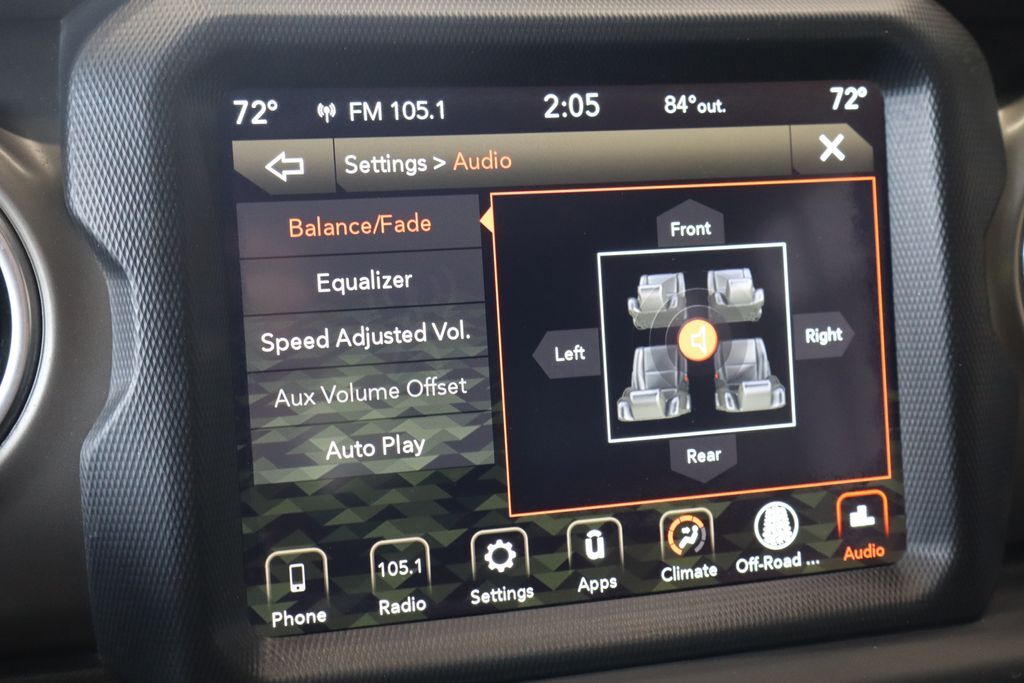 72° FM 105.1 2:05 84°out. 72°
Settings > Audio
Balance/Fade
Equalizer
Speed Adjusted Vol.
Aux Volume Offset
Auto Play
Front
Left
Right
Rear
105.1
Phone
Radio
Settings
Apps
Climate
Off-Road ...
Audio